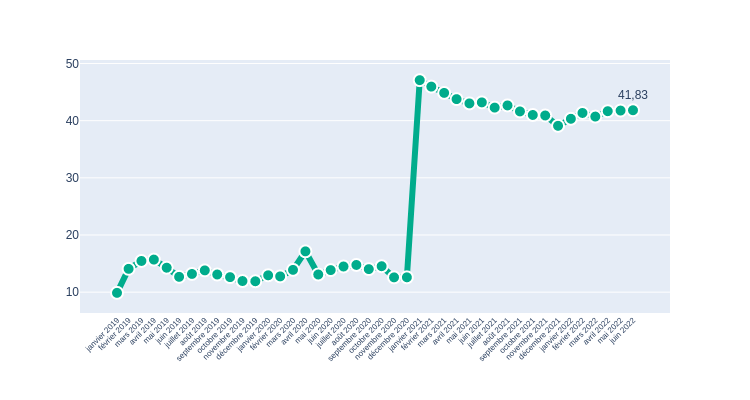 50
40
30
20
10
41,83
janvier 2019
février 2019
mars 2019
avril 2019
mai 2019
juin 2019
juillet 2019
août 2019
septembre 2019
octobre 2019
novembre 2019
décembre 2019
janvier 2020
février 2020
mars 2020
avril 2020
mai 2020
juin 2020
juillet 2020
août 2020
septembre 2020
octobre 2020
novembre 2020
décembre 2020
janvier 2021
février 2021
mars 2021
avril 2021
mai 2021
juin 2021
juillet 2021
août 2021
septembre 2021
octobre 2021
novembre 2021
décembre 2021
janvier 2022
février 2022
mars 2022
avril 2022
mai 2022
juin 2022